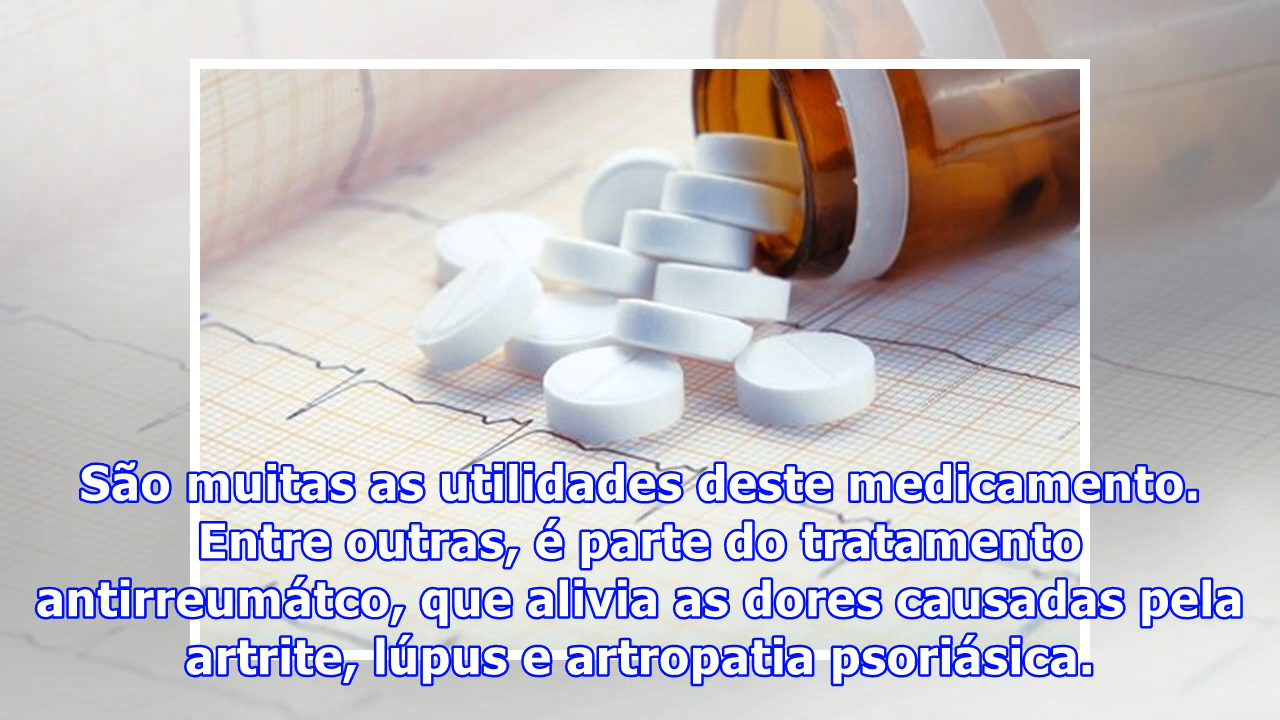 São muitas as utilidades deste medicamento.
Entre outras, é parte do tratamento
antirreumátco, que alivia as dores causadas pela
artrite, lúpus e artropatia psoriásica.